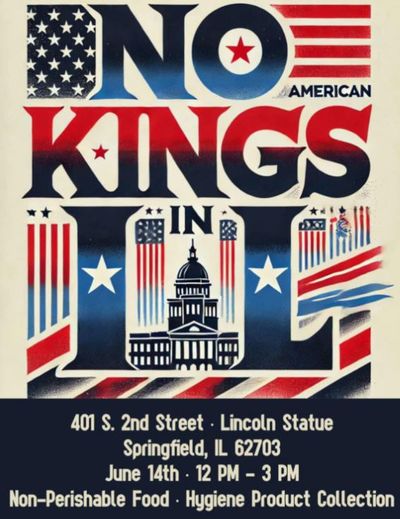 NO
AMERICAN
KINGS
IN
IL
401 S. 2nd Street · Lincoln Statue
Springfield, IL 62703
June 14th · 12 PM – 3 PM
Non-Perishable Food · Hygiene Product Collection